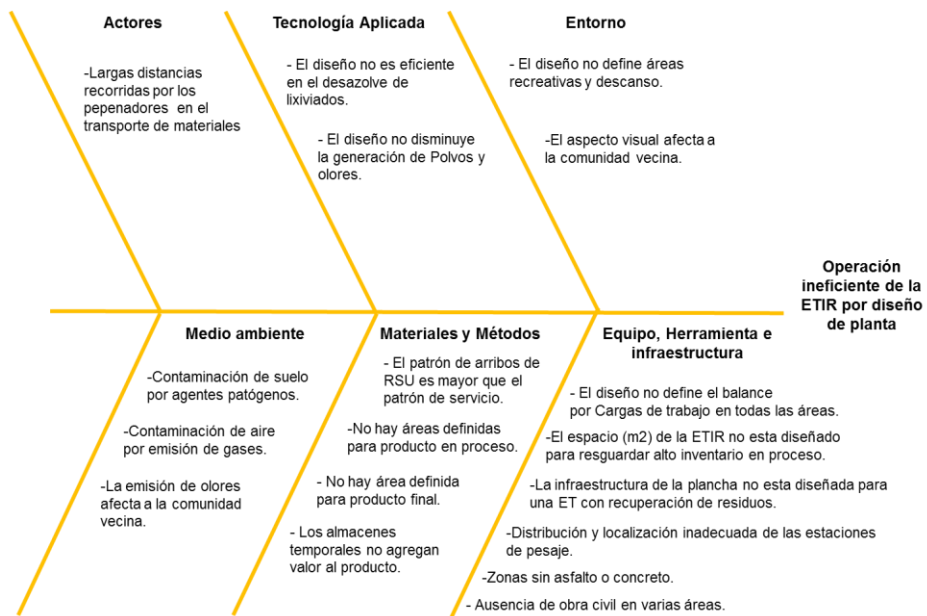 Actores
-Largas distancias
recorridas por los
pepenadores en el
transporte de materiales
Tecnología Aplicada
- El diseño no es eficiente
en el desazolve de
lixiviados.
- El diseño no disminuye
la generación de Polvos y
olores.
Entorno
- El diseño no define áreas
recreativas y descanso.
-El aspecto visual afecta a
la comunidad vecina.
Operación
ineficiente de la
ETIR por diseño
de planta
Medio ambiente
-Contaminación de suelo
por agentes patógenos.
-Contaminación de aire
por emisión de gases.
-La emisión de olores
afecta a la comunidad
vecina.
Materiales y Métodos
- El patrón de arribos de
RSU es mayor que el
patrón de servicio.
-No hay áreas definidas
para producto en proceso.
- No hay área definida
para producto final.
- Los almacenes
temporales no agregan
valor al producto.
Equipo, Herramienta e
infraestructura
- El diseño no define el balance
por Cargas de trabajo en todas las áreas.
-El espacio (m2) de la ETIR no esta diseñado
para resguardar alto inventario en proceso.
-La infraestructura de la plancha no esta diseñada para
una ET con recuperación de residuos.
-Distribución y localización inadecuada de las estaciones
de pesaje.
-Zonas sin asfalto o concreto.
- Ausencia de obra civil en varias áreas.